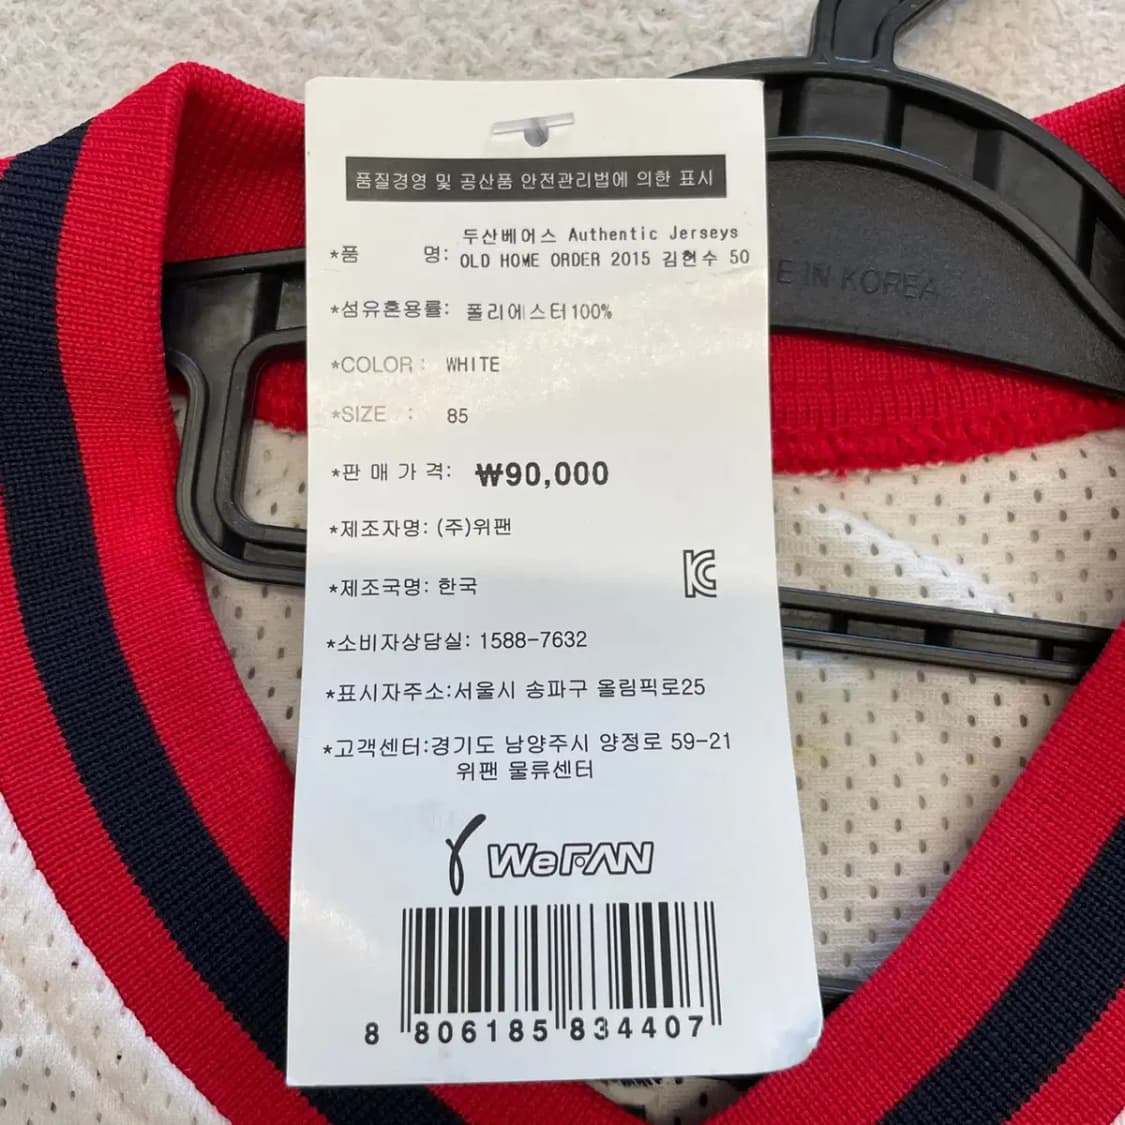 품질경영 및 공산품 안전관리법에 의한 표시
*품 명: 두산베어스 Authentic Jerseys
OLD HOME ORDER 2015 김현수 50
*섬유혼용률: 폴리에스터100%
*COLOR : WHITE
*SIZE : 85
*판 매 가 격: ₩90,000
*제조자명: (주)위팬
*제조국명: 한국
*소비자상담실: 1588-7632
*표시자주소:서울시 송파구 올림픽로25
*고객센터:경기도 남양주시 양정로 59-21
위팬 물류센터
WeFAN
8 806185 834407
IN KOREA